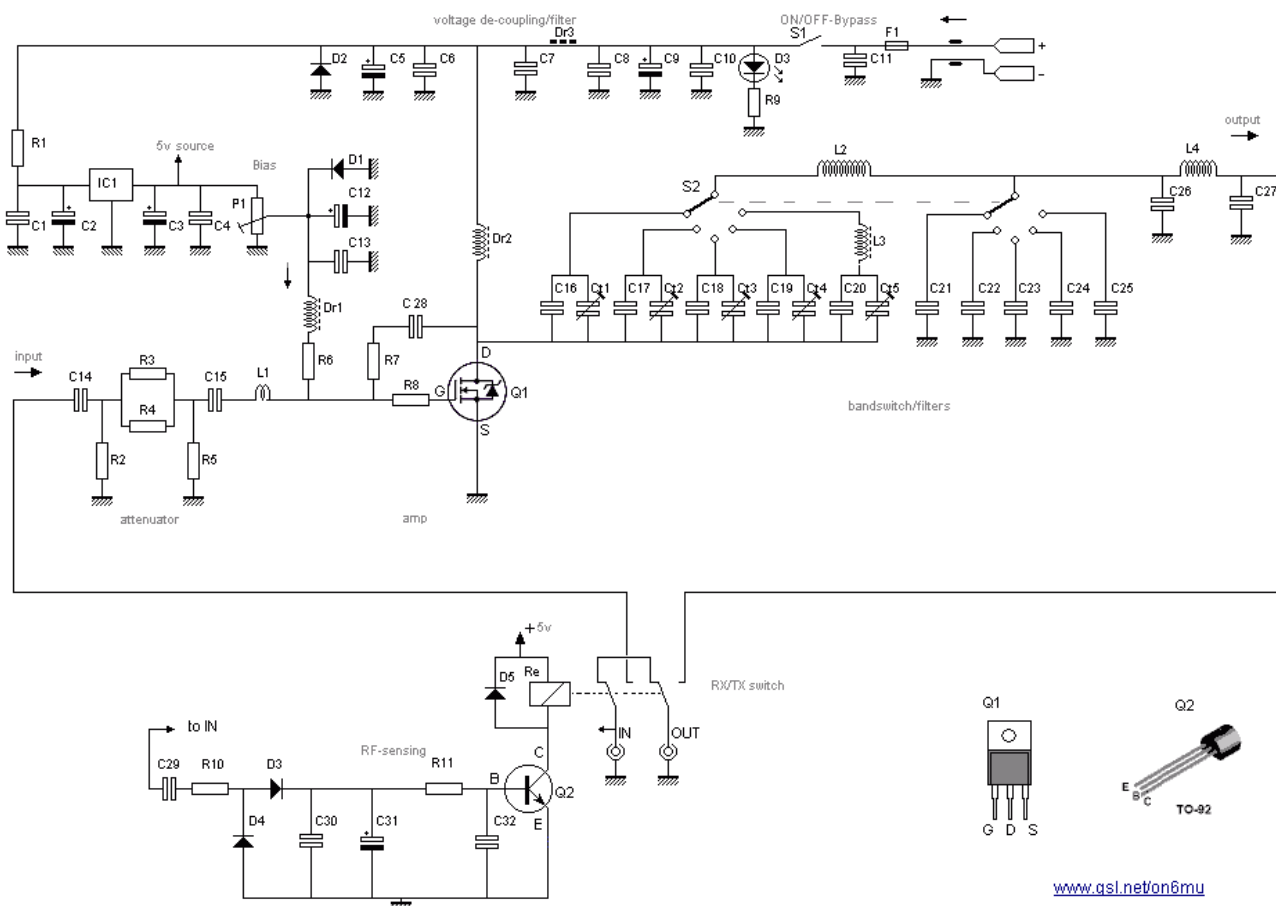 voltage de-coupling/filter
ON/OFF-Bypass
Dr3
S1
F1
+
-
D2
+
C5
C6
C7
C8
+
C9
C10
D3
C11
R9
R1
5v source
Bias
D1
IC1
C12
+
P1
C1
+
C2
+
C3
C4
C13
Dr1
Dr2
L2
L4
output
S2
C26
C27
L3
C16
Ct1
C17
Ct2
C18
Ct3
C19
Ct4
C20
Ct5
C21
C22
C23
C24
C25
input
C14
R3
R4
C15
L1
R6
C 28
R7
R8
D
G
S
Q1
R2
R5
attenuator
amp
bandswitch/filters
+ 5v
D5
Re
RX/TX switch
IN
OUT
to IN
RF-sensing
C29
R10
D3
R11
C
B
E
Q2
D4
C30
+
C31
C32
Q1
G D S
Q2
E
B
C
TO-92
www.qsl.net/on6mu